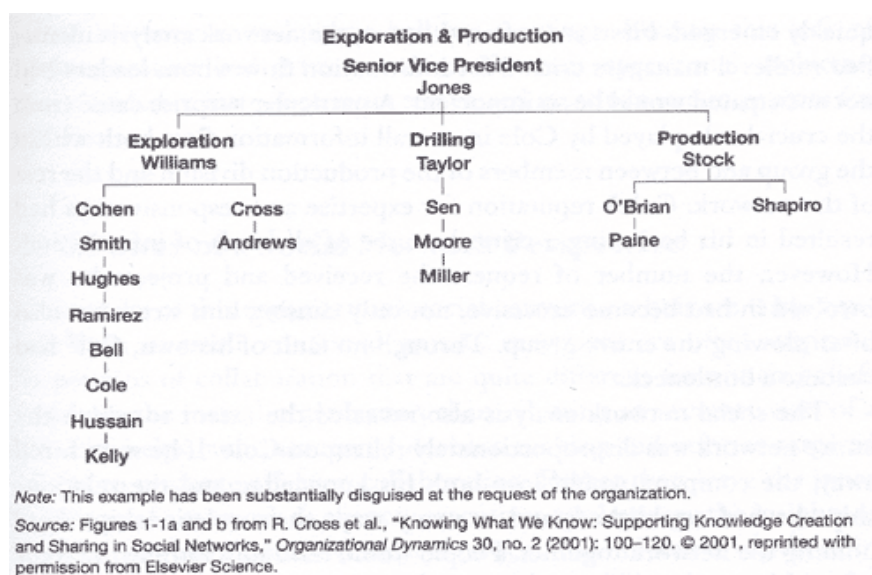 Exploration & Production
Senior Vice President
Jones
Exploration Drilling Production
Williams Taylor Stock
Cohen Cross Sen O'Brian Shapiro
Smith Andrews Moore Paine
Hughes Miller
Ramirez
Bell
Cole
Hussain
Kelly
Note: This example has been substantially disguised at the request of the organization.
Source: Figures 1-1a and b from R. Cross et al., "Knowing What We Know: Supporting Knowledge Creation
and Sharing in Social Networks," Organizational Dynamics 30, no. 2 (2001): 100–120. © 2001, reprinted with
permission from Elsevier Science.